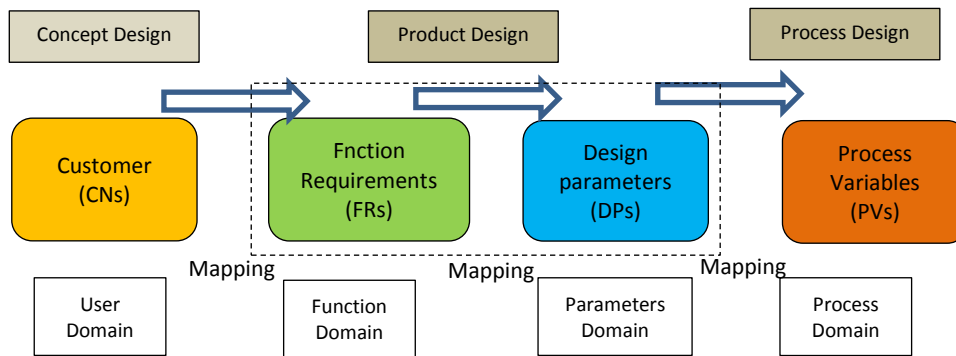 Concept Design
Product Design
Process Design
Customer
(CNs)
Fnction
Requirements
(FRs)
Design
parameters
(DPs)
Process
Variables
(PVs)
Mapping
Mapping
Mapping
User
Domain
Function
Domain
Parameters
Domain
Process
Domain